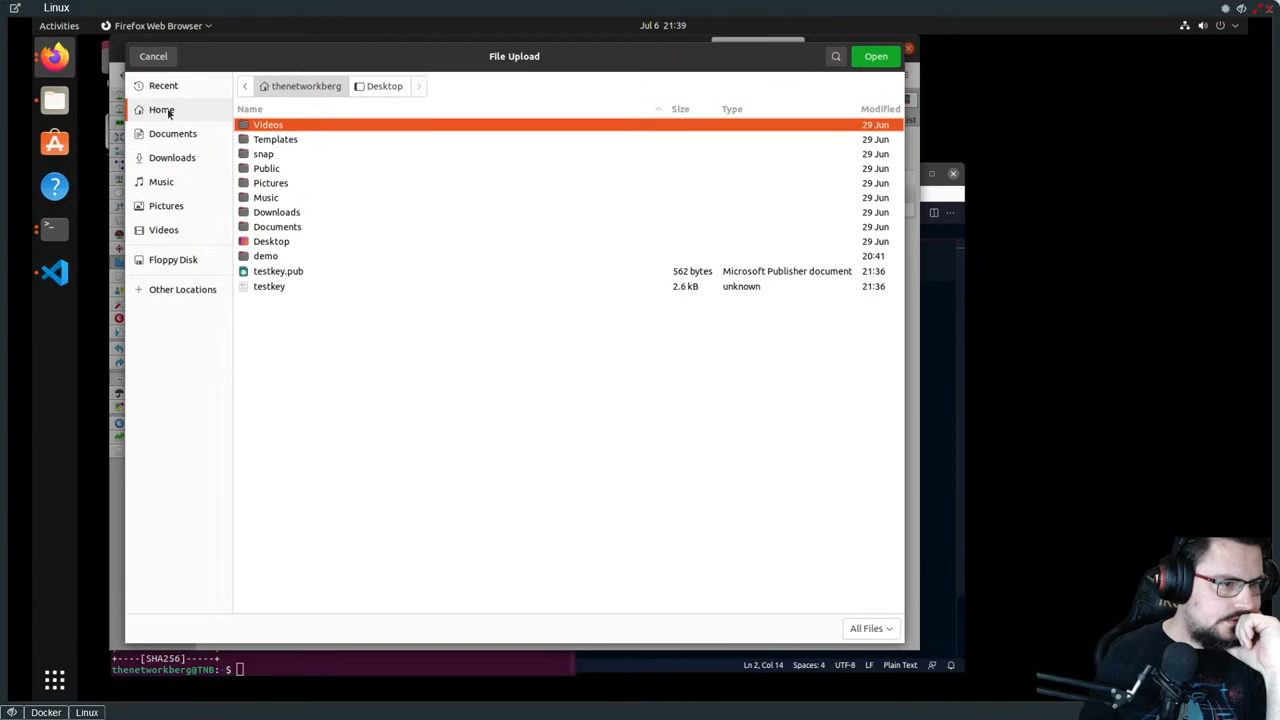 Linux
Activities Firefox Web Browser Jul 6 21:39
Cancel File Upload Open
Recent
Home
Documents
Downloads
Music
Pictures
Videos
Floppy Disk
Other Locations
thenetworkberg Desktop
Name Size Type Modified
Videos 29 Jun
Templates 29 Jun
snap 29 Jun
Public 29 Jun
Pictures 29 Jun
Music 29 Jun
Downloads 29 Jun
Documents 29 Jun
Desktop 29 Jun
demo 20:41
testkey.pub 562 bytes Microsoft Publisher document 21:36
testkey 2.6 kB unknown 21:36
All Files
+----[SHA256]-----+
thenetworkberg@TNB:~$
Ln 2, Col 14 Spaces: 4 UTF-8 LF Plain Text
Docker Linux